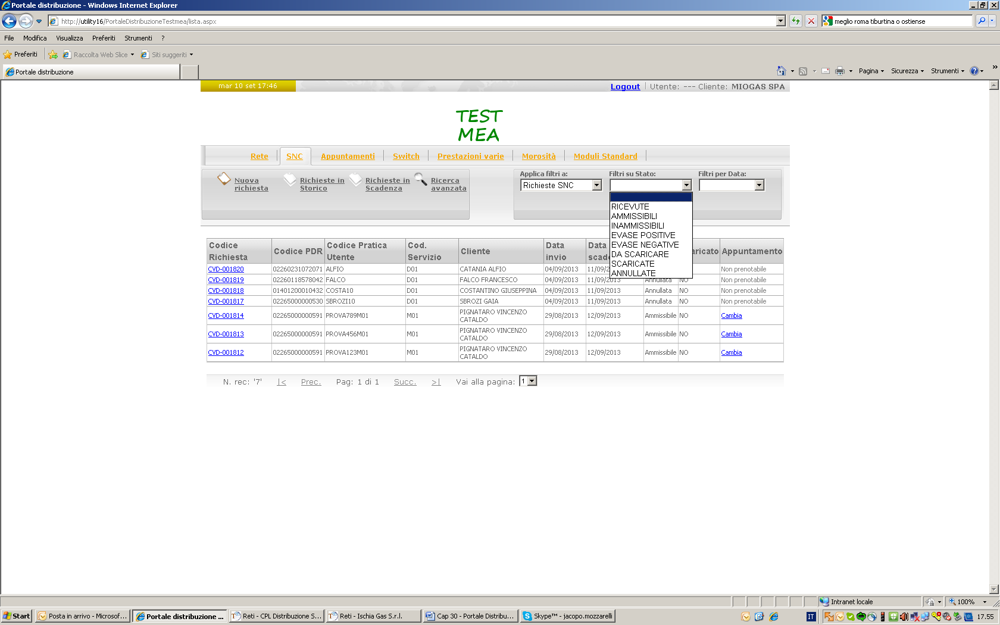 Portale distribuzione - Windows Internet Explorer
http://utility16/PortaleDistribuzioneTestmea/lista.aspx
meglio roma tiburtina o ostiense
File Modifica Visualizza Preferiti Strumenti ?
Preferiti Raccolta Web Slice Siti suggeriti
Portale distribuzione
Pagina Sicurezza Strumenti
mar 10 set 17:46
Logout Utente: --- Cliente: MIOGAS SPA
TEST
MEA
Rete SNC Appuntamenti Switch Prestazioni varie Morosità Moduli Standard
Nuova richiesta
Richieste in Storico
Richieste in Scadenza
Ricerca avanzata
Applica filtri a: Filtri su Stato: Filtri per Data:
Richieste SNC
RICEVUTE
AMMISSIBILI
INAMMISSIBILI
EVASE POSITIVE
EVASE NEGATIVE
DA SCARICARE
SCARICATE
ANNULLATE
Codice Richiesta Codice PDR Codice Pratica Utente Cod. Servizio Cliente Data invio Data scad aricato Appuntamento
CVD-001820 02260231072071 ALFIO D01 CATANIA ALFIO 04/09/2013 11/09 Non prenotabile
CVD-001819 02260118578042 FALCO D01 FALCO FRANCESCO 04/09/2013 11/09/2013 Annullata NO Non prenotabile
CVD-001818 01401200010432 COSTA10 D01 COSTANTINO GIUSEPPINA 04/09/2013 11/09/2013 Annullata NO Non prenotabile
CVD-001817 02265000000530 SBROZI10 D01 SBROZI GAIA 04/09/2013 11/09/2013 Annullata NO Non prenotabile
CVD-001814 02265000000591 PROVA789M01 M01 PIGNATARO VINCENZO CATALDO 29/08/2013 12/09/2013 Ammissibile NO Cambia
CVD-001813 02265000000591 PROVA456M01 M01 PIGNATARO VINCENZO CATALDO 29/08/2013 12/09/2013 Ammissibile NO Cambia
CVD-001812 02265000000591 PROVA123M01 M01 PIGNATARO VINCENZO CATALDO 29/08/2013 12/09/2013 Ammissibile NO Cambia
N. rec: '7' |< Prec. Pag: 1 di 1 Succ. >| Vai alla pagina: 1
Intranet locale 100%
Start Posta in arrivo - Microsof... Portale distribuzione ... Reti - CPL Distribuzione S... Reti - Ischia Gas S.r.l. Cap 30 - Portale Distribu... Skype™ - jacopo.mozzarelli IT 17.55